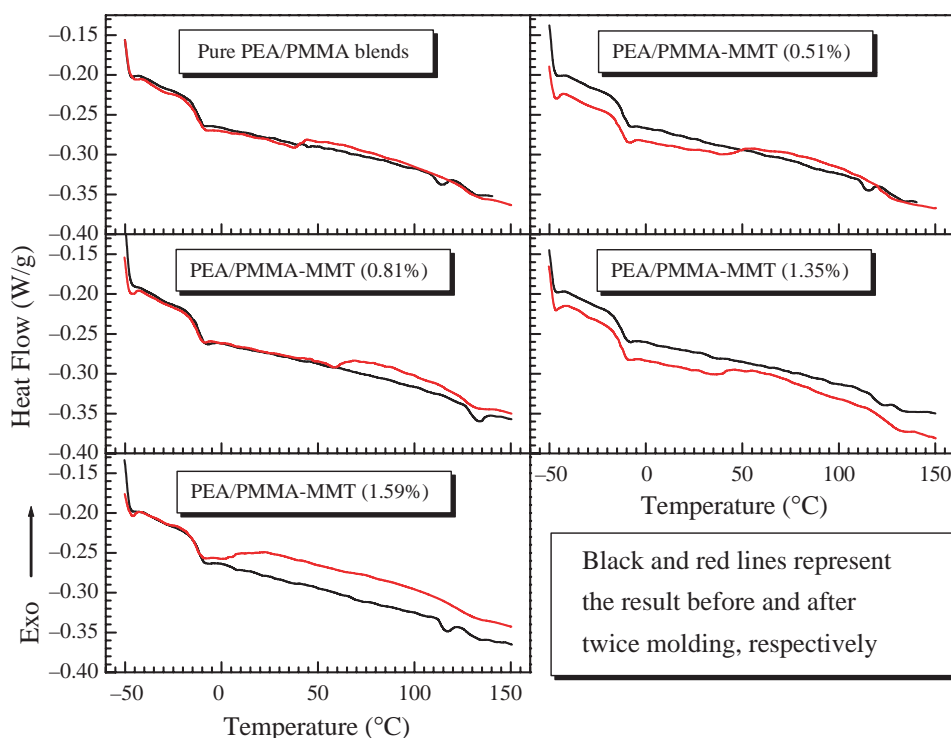 Pure PEA/PMMA blends
PEA/PMMA-MMT (0.51%)
PEA/PMMA-MMT (0.81%)
PEA/PMMA-MMT (1.35%)
PEA/PMMA-MMT (1.59%)
–0.15
–0.20
–0.25
–0.30
–0.35
–0.40
–0.15
–0.20
–0.25
–0.30
–0.35
–0.40
–0.15
–0.20
–0.25
–0.30
–0.35
–0.40
Heat Flow (W/g)
Exo
–50 0 50 100 150
Temperature (°C)
–50 0 50 100 150
Temperature (°C)
Black and red lines represent
the result before and after
twice molding, respectively